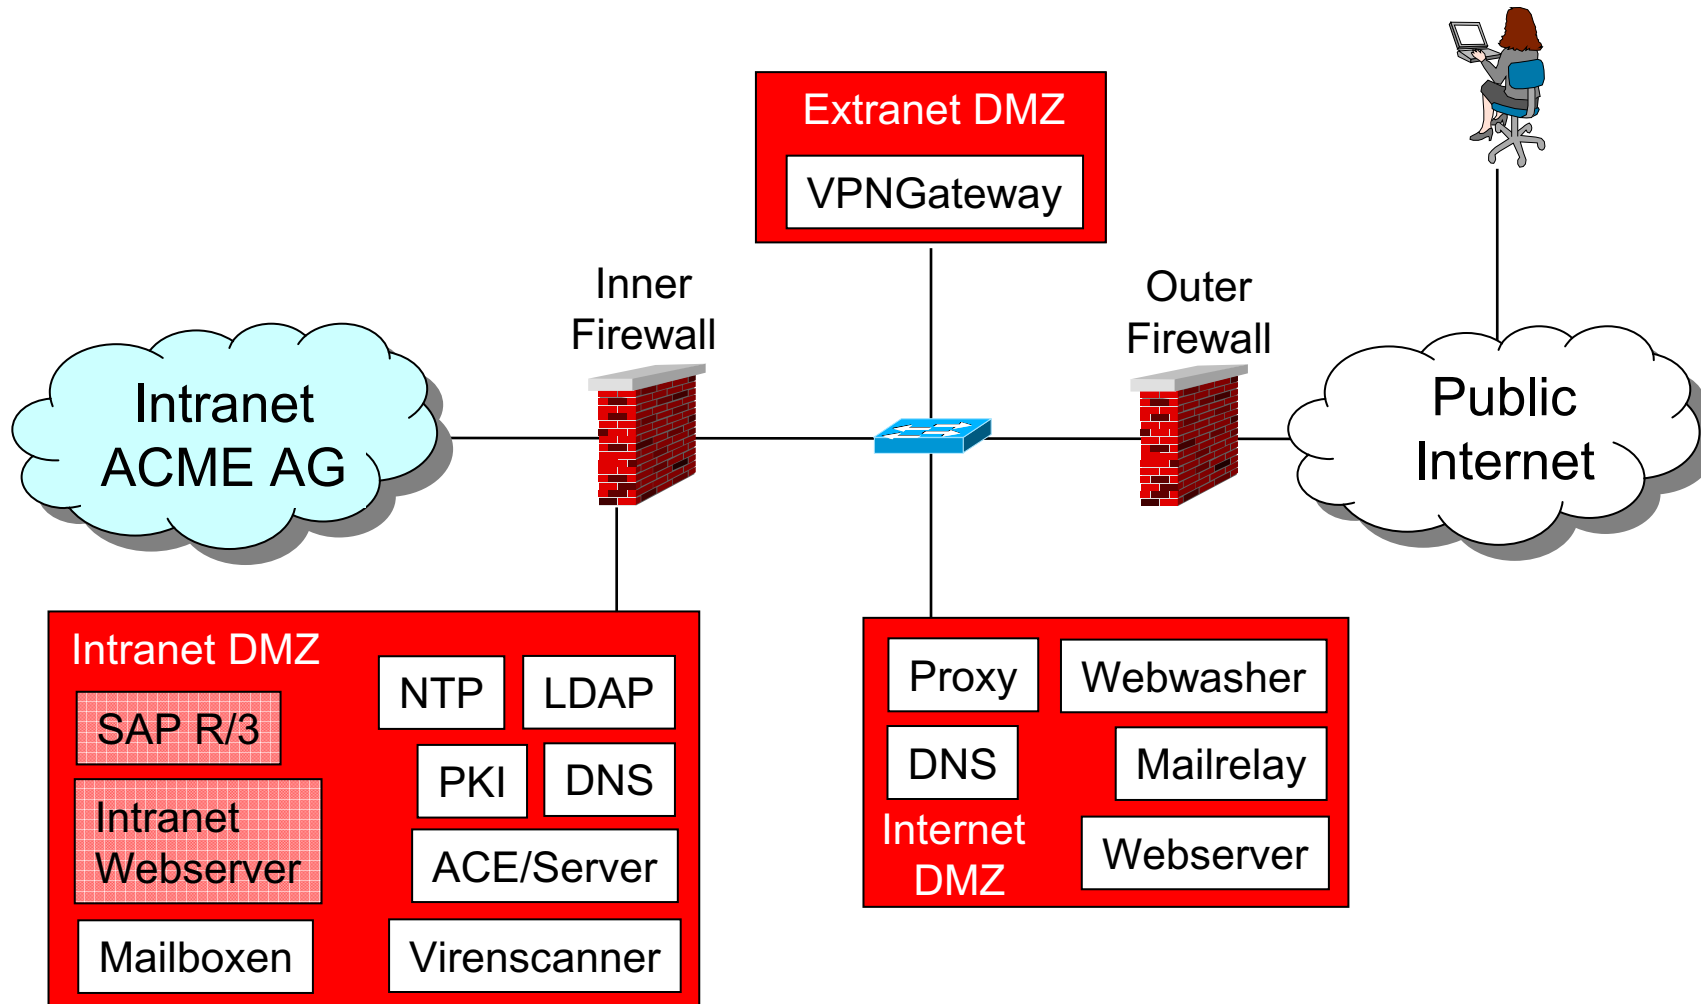 Extranet DMZ
VPNGateway
Inner
Firewall
Outer
Firewall
Intranet
ACME AG
Public
Internet
Intranet DMZ
NTP
LDAP
SAP R/3
PKI
DNS
Intranet
Webserver
ACE/Server
Mailboxen
Virenscanner
Proxy
Webwasher
DNS
Mailrelay
Internet
DMZ
Webserver